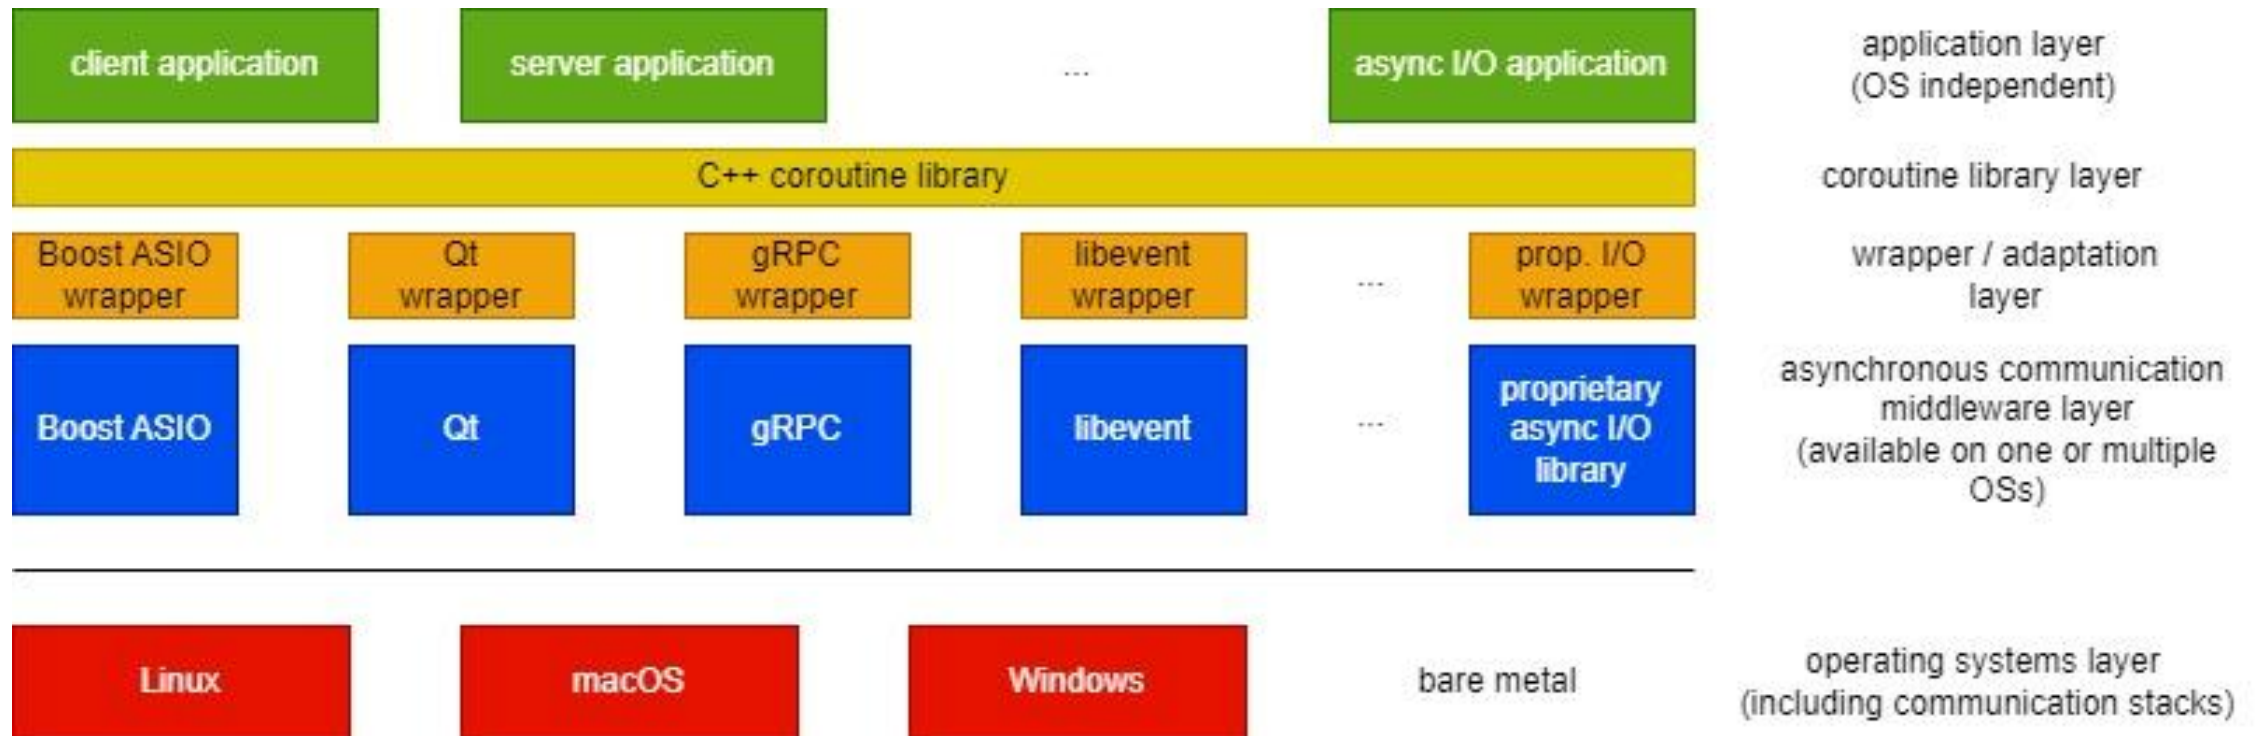 client application
server application
...
async I/O application
application layer
(OS independent)
C++ coroutine library
coroutine library layer
Boost ASIO
wrapper
Qt
wrapper
gRPC
wrapper
libevent
wrapper
...
prop. I/O
wrapper
wrapper / adaptation
layer
Boost ASIO
Qt
gRPC
libevent
...
proprietary
async I/O
library
asynchronous communication
middleware layer
(available on one or multiple
OSs)
Linux
macOS
Windows
bare metal
operating systems layer
(including communication stacks)